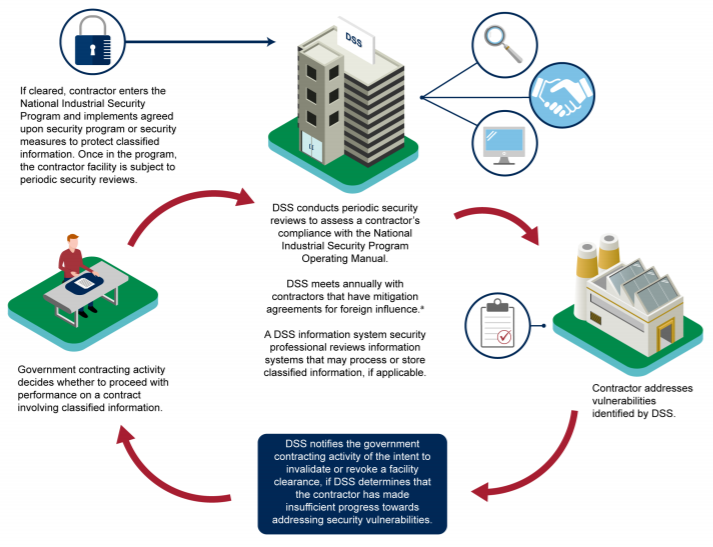 If cleared, contractor enters the
National Industrial Security
Program and implements agreed
upon security program or security
measures to protect classified
information. Once in the program,
the contractor facility is subject to
periodic security reviews.
DSS
DSS conducts periodic security
reviews to assess a contractor's
compliance with the National
Industrial Security Program
Operating Manual.
DSS meets annually with
contractors that have mitigation
agreements for foreign influence.ª
A DSS information system security
professional reviews information
systems that may process or store
classified information, if applicable.
Contractor addresses
vulnerabilities
identified by DSS.
DSS notifies the government
contracting activity of the intent to
invalidate or revoke a facility
clearance, if DSS determines that
the contractor has made
insufficient progress towards
addressing security vulnerabilities.
Government contracting activity
decides whether to proceed with
performance on a contract
involving classified information.